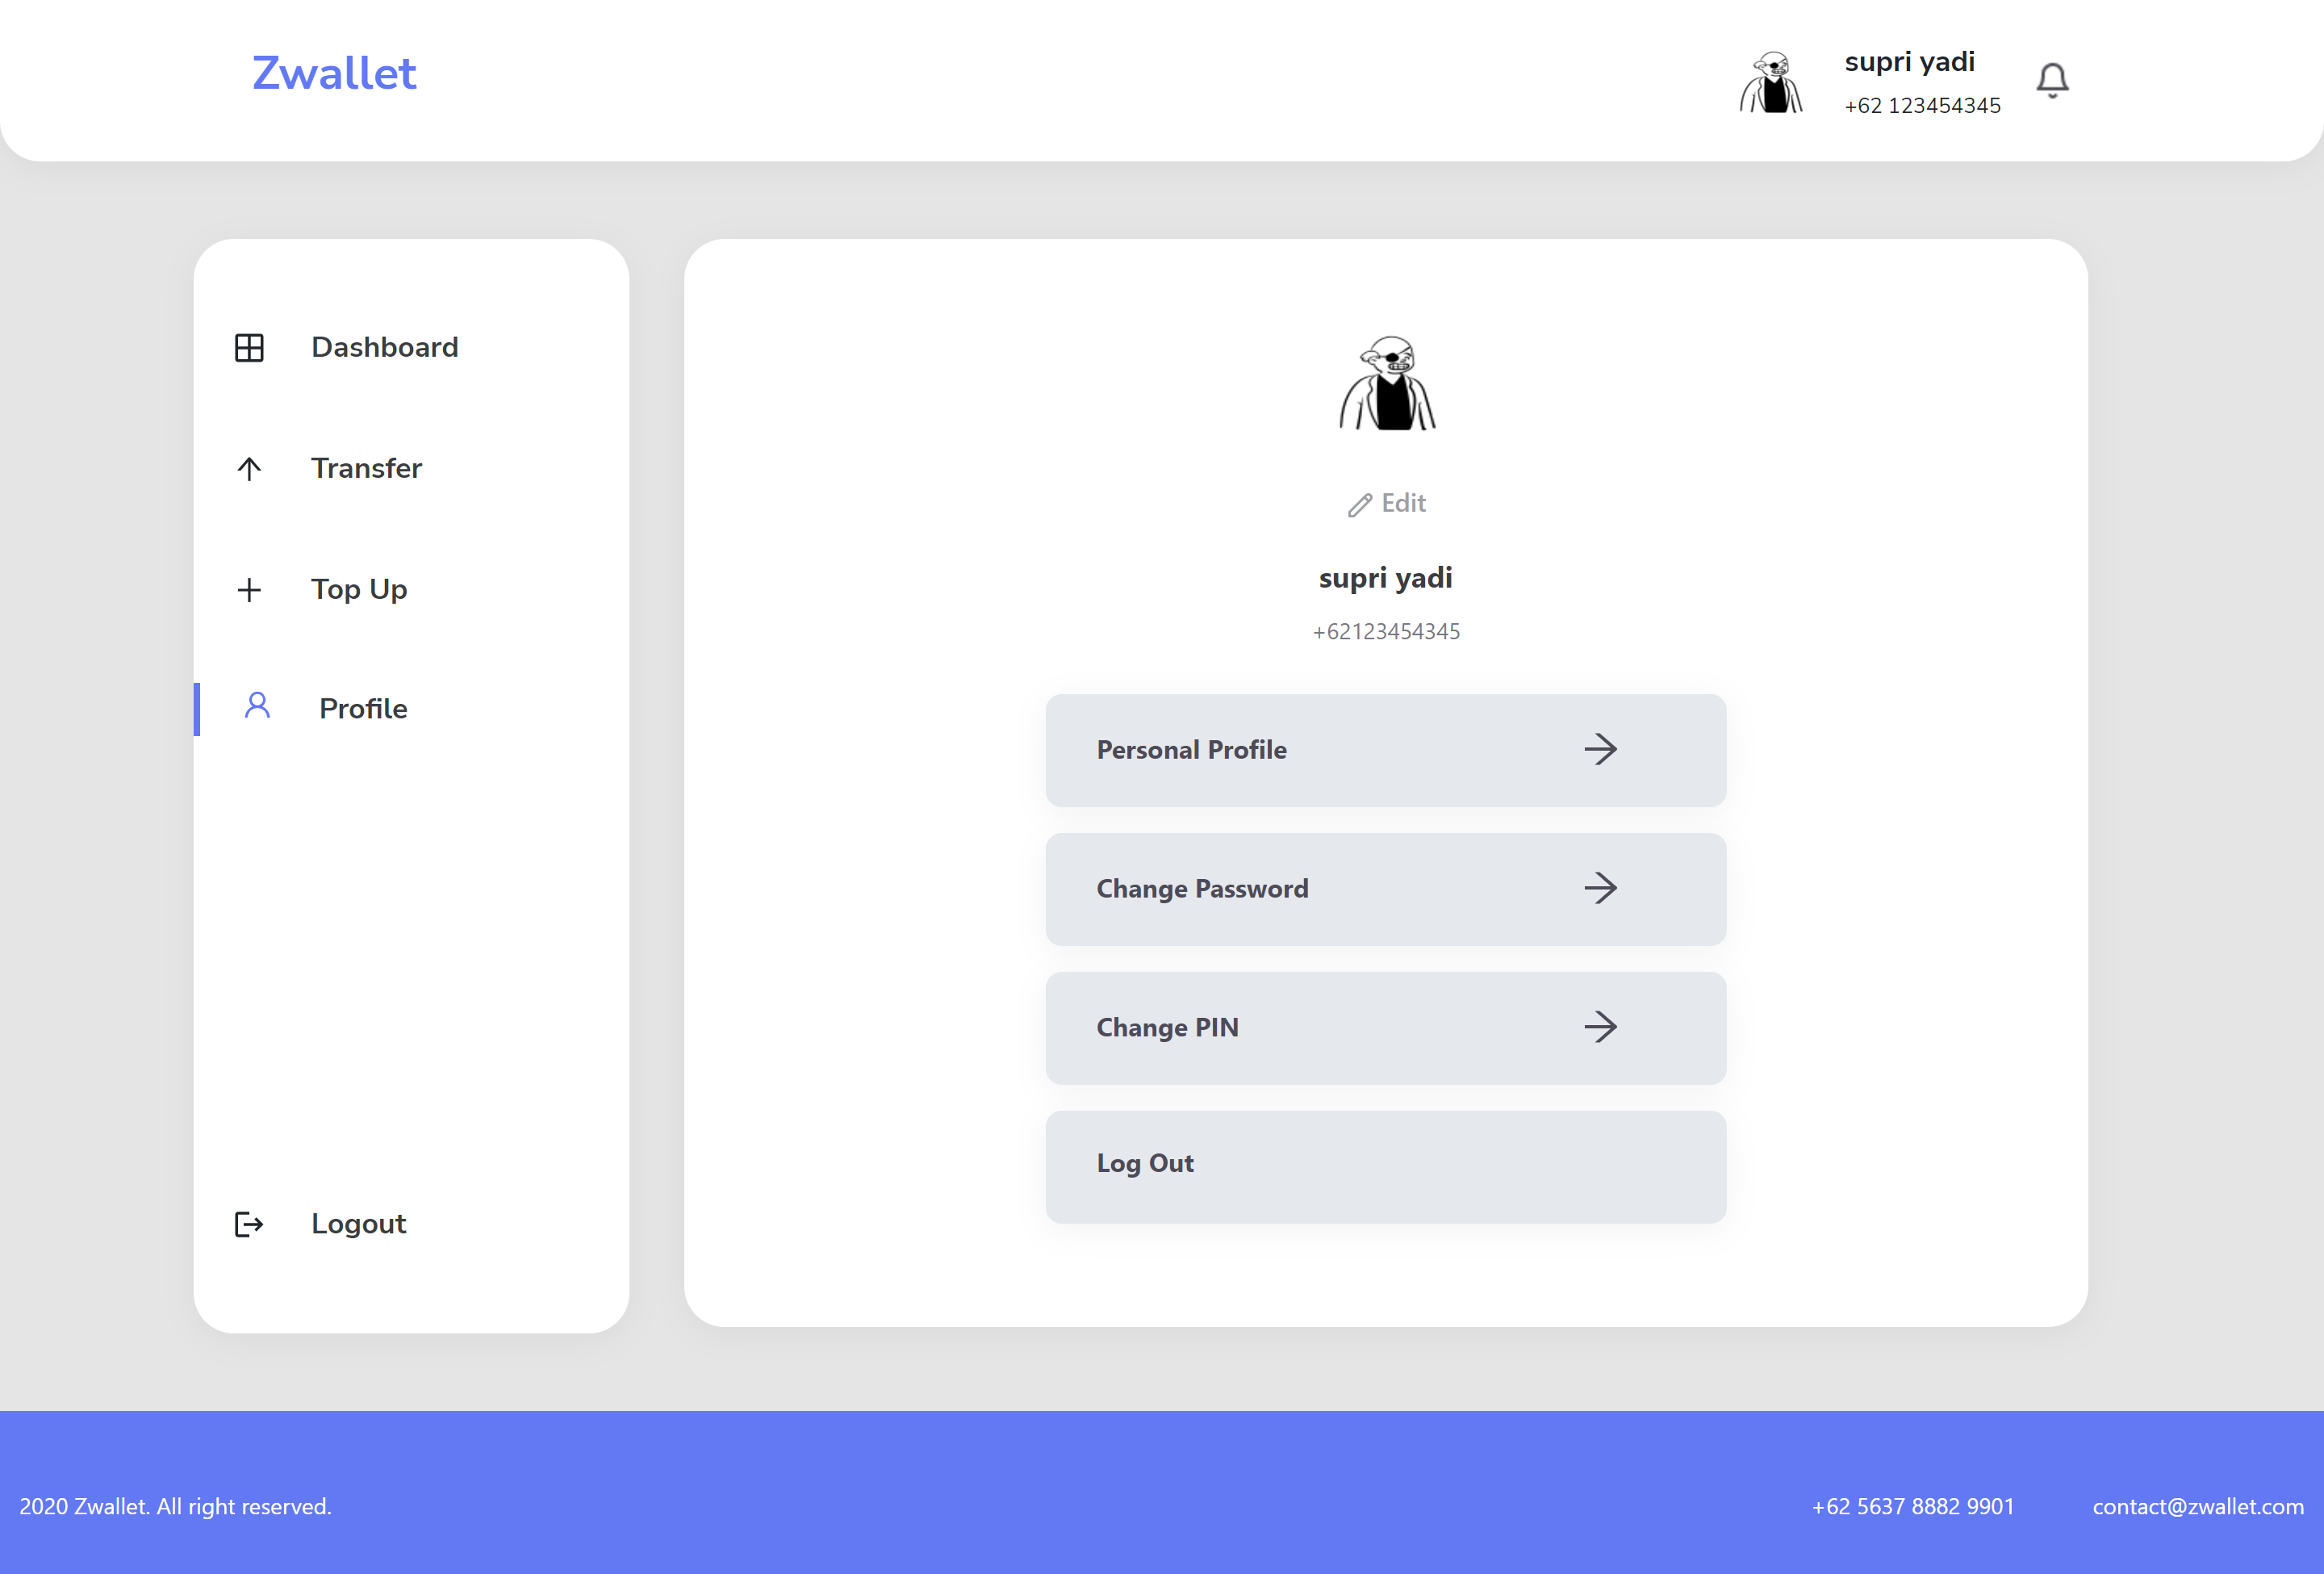 Zwallet
supri yadi
+62 123454345
Dashboard
Transfer
Top Up
Profile
Logout
Edit
supri yadi
+62123454345
Personal Profile
Change Password
Change PIN
Log Out
2020 Zwallet. All right reserved.
+62 5637 8882 9901
contact@zwallet.com